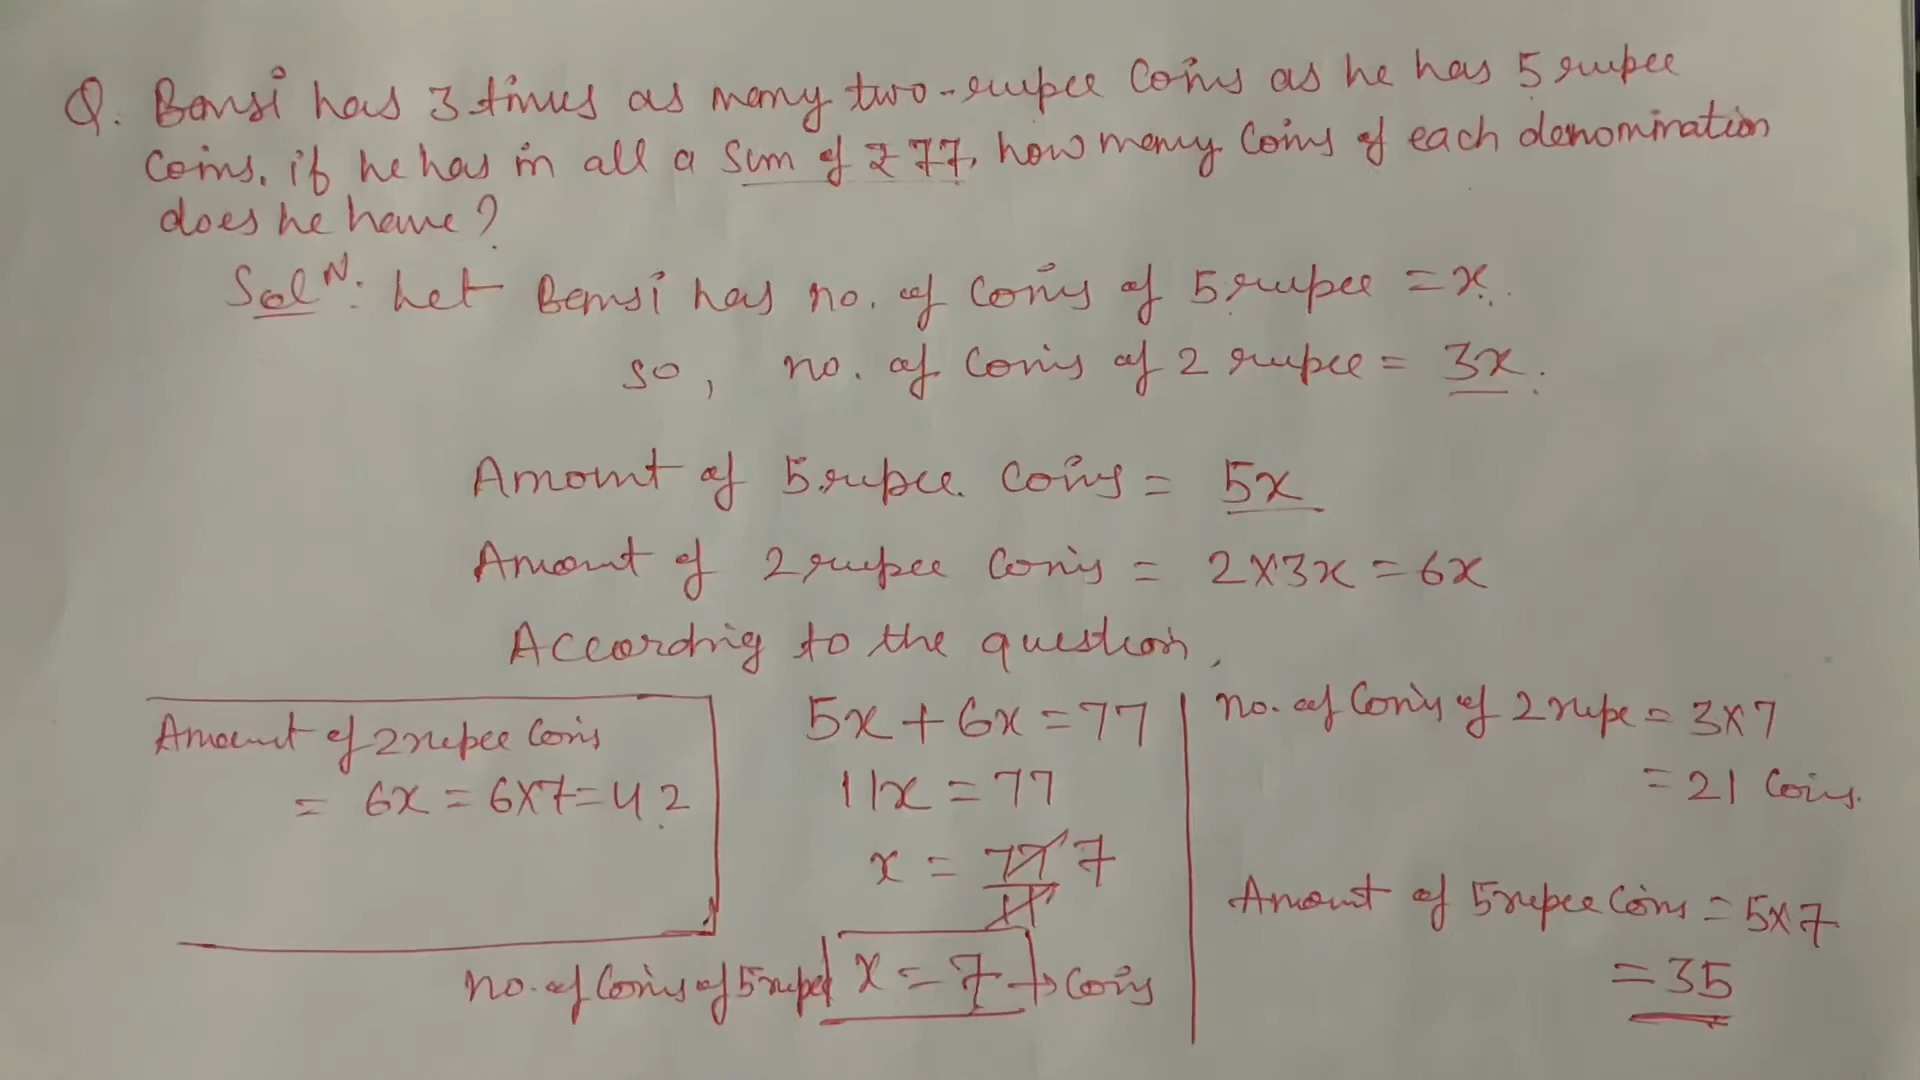 Q. Bansi has 3 times as many two-rupee coins as he has 5 rupee
coins. if he has in all a sum of ₹77, how many coins of each denomination
does he have?
Solᴺ: Let Bansi has no. of coins of 5 rupee = x.
so, no. of coins of 2 rupee = 3x.
Amount of 5 rupee coins = 5x
Amount of 2 rupee coins = 2×3x = 6x
According to the question,
Amount of 2 rupee coins
= 6x = 6×7 = 42
5x + 6x = 77
11x = 77
x = 77/11 7
no. of coins of 5 rupee x = 7 → coins
no. of coins of 2 rupe = 3×7
= 21 coins.
Amount of 5 rupee coins = 5×7
= 35